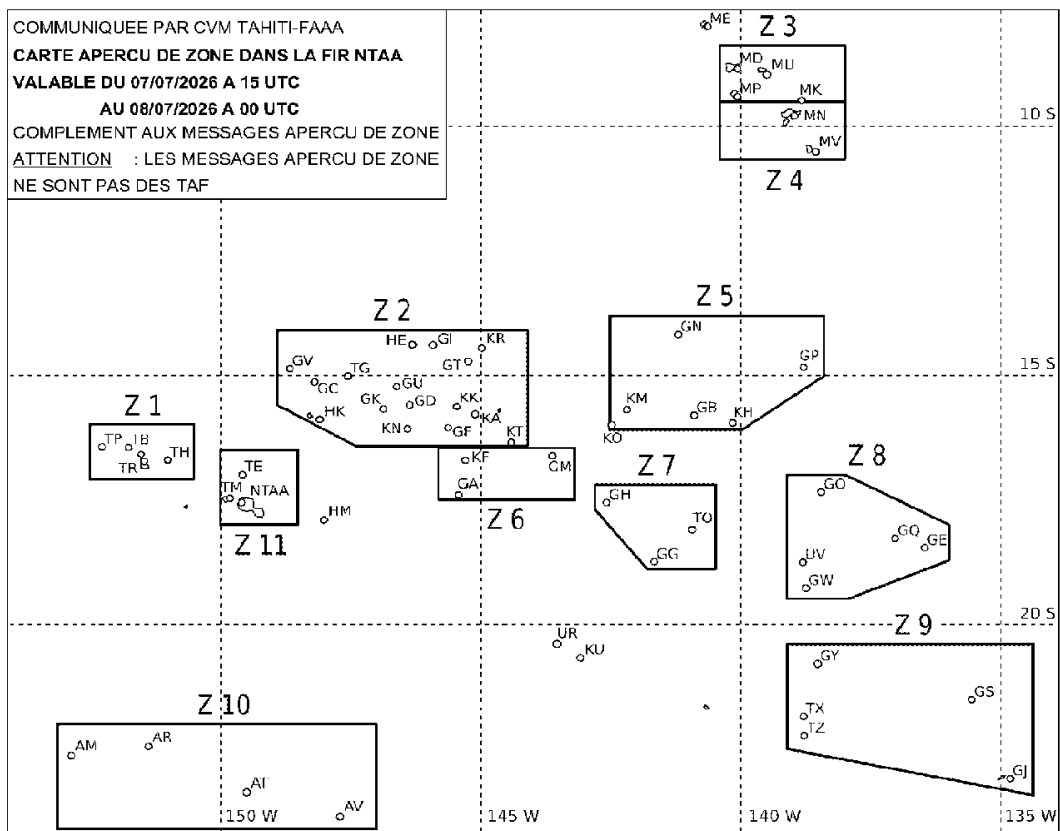 COMMUNIQUEE PAR CVM TAHITI-FAAA
CARTE APERCU DE ZONE DANS LA FIR NTAA
VALABLE DU 07/07/2026 A 15 UTC
AU 08/07/2026 A 00 UTC
COMPLEMENT AUX MESSAGES APERCU DE ZONE
ATTENTION : LES MESSAGES APERCU DE ZONE
NE SONT PAS DES TAF
ME
Z 3
MD
MU
MP
MK
MN
10 S
MV
Z 4
Z 2
Z 5
HE
GI
KR
GN
GV
TG
GT
GP
15 S
GC
GU
GK
GD
KK
KM
GB
KH
HK
KA
KN
GF
KT
KO
Z 1
TP
TB
TR
TH
KF
GM
Z 7
Z 8
TE
TM
NTAA
GA
GH
GO
HM
Z 6
TO
GQ
GE
Z 11
GG
UV
GW
20 S
UR
KU
Z 9
GY
GS
TX
TZ
GJ
Z 10
AM
AR
AT
AV
150 W
145 W
140 W
135 W